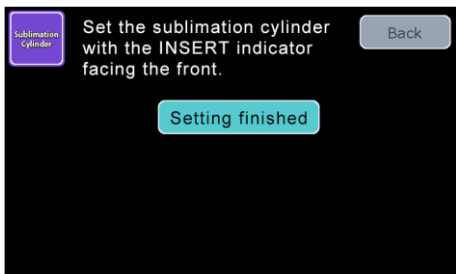 Sublimation
Cylinder
Set the sublimation cylinder
with the INSERT indicator
facing the front.
Back
Setting finished